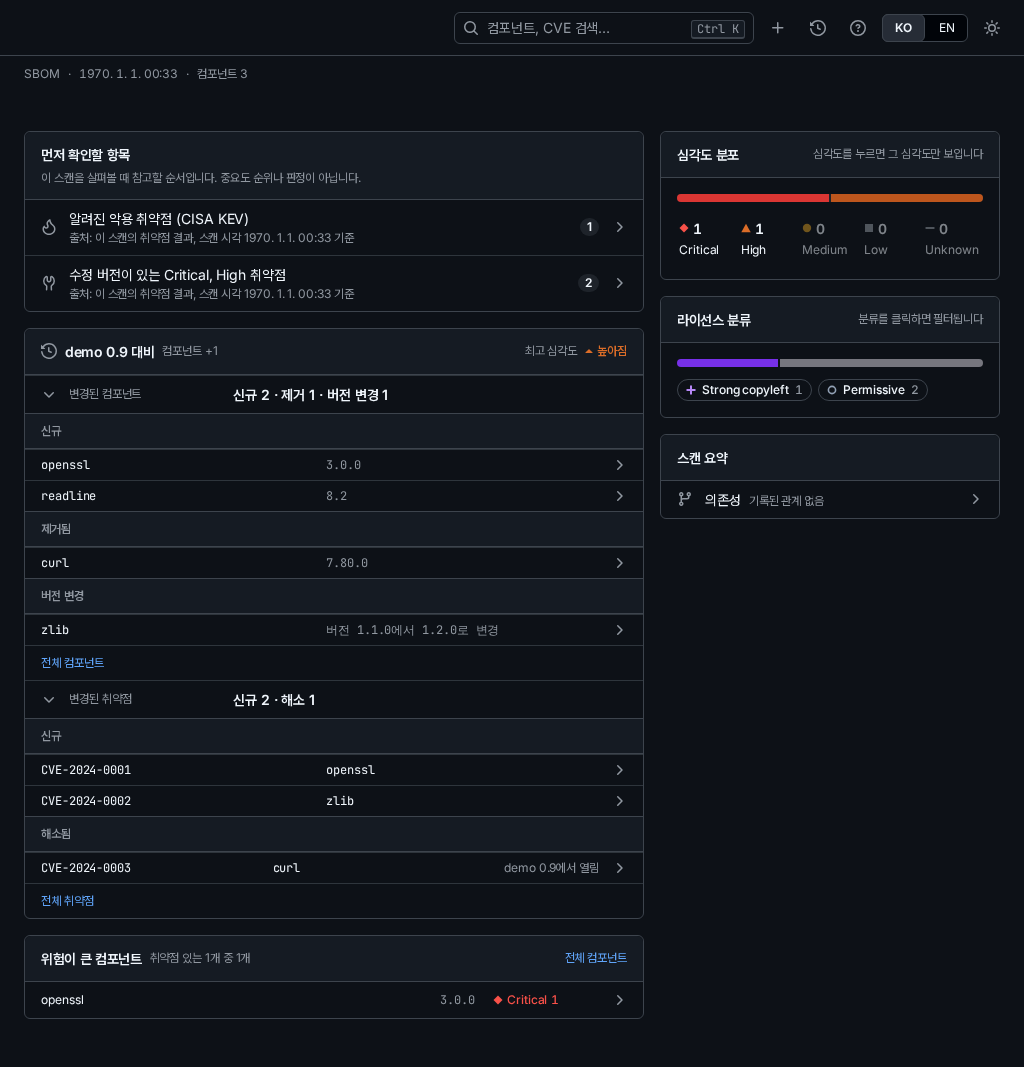 컴포넌트, CVE 검색... Ctrl K KO EN
SBOM · 1970. 1. 1. 00:33 · 컴포넌트 3
먼저 확인할 항목
이 스캔을 살펴볼 때 참고할 순서입니다. 중요도 순위나 판정이 아닙니다.
알려진 악용 취약점 (CISA KEV)
출처: 이 스캔의 취약점 결과, 스캔 시각 1970. 1. 1. 00:33 기준
1
수정 버전이 있는 Critical, High 취약점
출처: 이 스캔의 취약점 결과, 스캔 시각 1970. 1. 1. 00:33 기준
2
demo 0.9 대비 컴포넌트 +1 최고 심각도 높아짐
변경된 컴포넌트 신규 2 · 제거 1 · 버전 변경 1
신규
openssl 3.0.0
readline 8.2
제거됨
curl 7.80.0
버전 변경
zlib 버전 1.1.0에서 1.2.0로 변경
전체 컴포넌트
변경된 취약점 신규 2 · 해소 1
신규
CVE-2024-0001 openssl
CVE-2024-0002 zlib
해소됨
CVE-2024-0003 curl demo 0.9에서 열림
전체 취약점
위험이 큰 컴포넌트 취약점 있는 1개 중 1개 전체 컴포넌트
openssl 3.0.0 Critical 1
심각도 분포 심각도를 누르면 그 심각도만 보입니다
1 1 0 0 0
Critical High Medium Low Unknown
라이선스 분류 분류를 클릭하면 필터됩니다
Strong copyleft 1 Permissive 2
스캔 요약
의존성 기록된 관계 없음